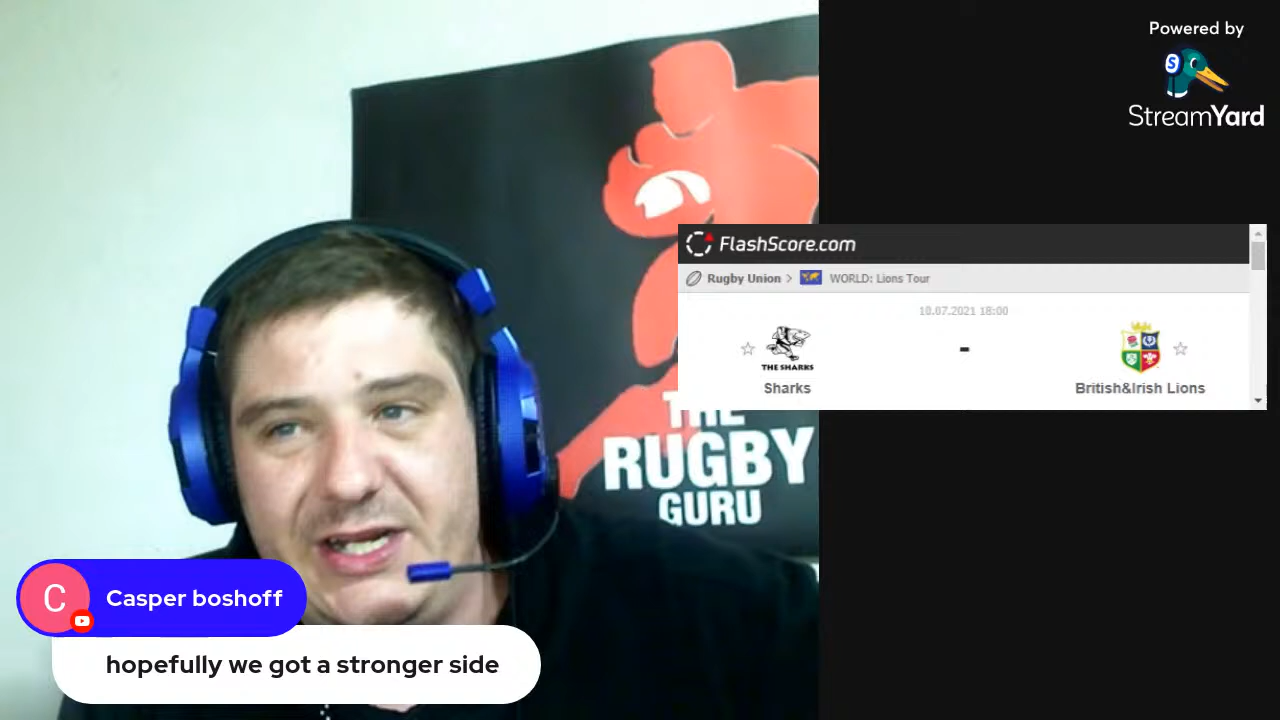 Powered by
S
StreamYard
FlashScore.com
Rugby Union > WORLD: Lions Tour
10.07.2021 18:00
-
THE SHARKS
Sharks
British&Irish Lions
THE
RUGBY
GURU
C
Casper boshoff
hopefully we got a stronger side